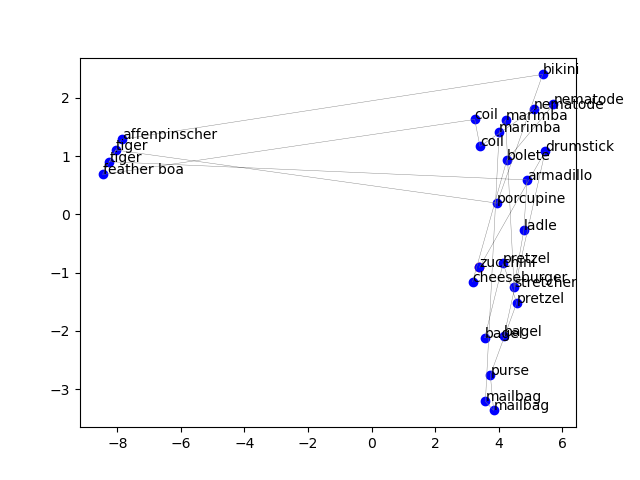 bikini
nematode
nematode
coil
marimba
marimba
affenpinscher
tiger
coil
drumstick
tiger
bolete
feather boa
armadillo
porcupine
ladle
pretzel
zucchini
cheeseburger
stretcher
pretzel
bagel
bagel
purse
mailbag
mailbag
2
1
0
−1
−2
−3
−8 −6 −4 −2 0 2 4 6